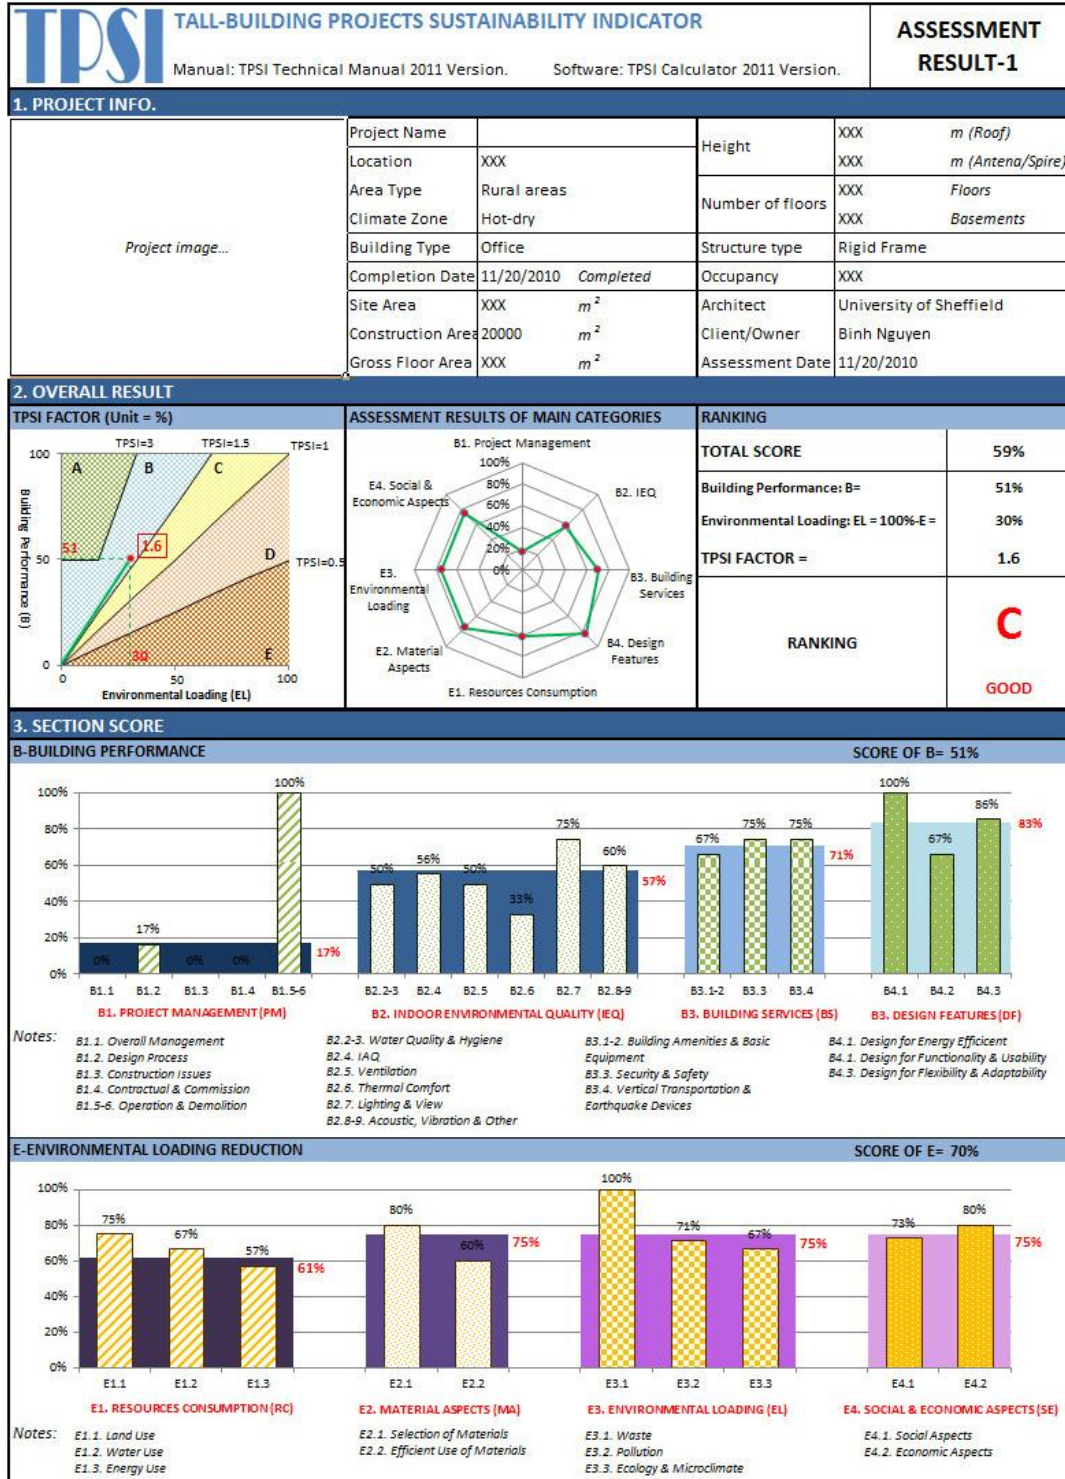 TPSI
TALL-BUILDING PROJECTS SUSTAINABILITY INDICATOR
Manual: TPSI Technical Manual 2011 Version. Software: TPSI Calculator 2011 Version.
ASSESSMENT
RESULT-1
1. PROJECT INFO.
Project image...
Project Name
Location XXX
Area Type Rural areas
Climate Zone Hot-dry
Building Type Office
Completion Date 11/20/2010 Completed
Site Area XXX m²
Construction Area 20000 m²
Gross Floor Area XXX m²
Height XXX m (Roof)
XXX m (Antena/Spire)
Number of floors XXX Floors
XXX Basements
Structure type Rigid Frame
Occupancy XXX
Architect University of Sheffield
Client/Owner Binh Nguyen
Assessment Date 11/20/2010
2. OVERALL RESULT
TPSI FACTOR (Unit = %)
TPSI=3 TPSI=1.5 TPSI=1
100
A B C
Building Performance (B)
51 1.6
50
D
TPSI=0.5
30 E
0
0 50 100
Environmental Loading (EL)
ASSESSMENT RESULTS OF MAIN CATEGORIES
B1. Project Management
100%
80%
60%
40%
20%
0%
B2. IEQ
B3. Building
Services
B4. Design
Features
E1. Resources Consumption
E2. Material
Aspects
E3.
Environmental
Loading
E4. Social &
Economic Aspects
RANKING
TOTAL SCORE 59%
Building Performance: B= 51%
Environmental Loading: EL = 100%-E = 30%
TPSI FACTOR = 1.6
RANKING
C
GOOD
3. SECTION SCORE
B-BUILDING PERFORMANCE SCORE OF B= 51%
100%
80%
60%
40%
20%
0%
0% 17% 0% 0% 100% 17%
50% 56% 50% 33% 75% 60% 57%
67% 75% 75% 71%
100% 67% 86% 83%
B1.1 B1.2 B1.3 B1.4 B1.5-6 B2.2-3 B2.4 B2.5 B2.6 B2.7 B2.8-9 B3.1-2 B3.3 B3.4 B4.1 B4.2 B4.3
B1. PROJECT MANAGEMENT (PM) B2. INDOOR ENVIRONMENTAL QUALITY (IEQ) B3. BUILDING SERVICES (BS) B3. DESIGN FEATURES (DF)
Notes:
B1.1. Overall Management
B1.2. Design Process
B1.3. Construction Issues
B1.4. Contractual & Commission
B1.5-6. Operation & Demolition
B2.2-3. Water Quality & Hygiene
B2.4. IAQ
B2.5. Ventilation
B2.6. Thermal Comfort
B2.7. Lighting & View
B2.8-9. Acoustic, Vibration & Other
B3.1-2. Building Amenities & Basic
Equipment
B3.3. Security & Safety
B3.4. Vertical Transportation &
Earthquake Devices
B4.1. Design for Energy Efficicent
B4.1. Design for Functionality & Usability
B4.3. Design for Flexibility & Adaptability
E-ENVIRONMENTAL LOADING REDUCTION SCORE OF E= 70%
100%
80%
60%
40%
20%
0%
75% 67% 57% 61%
80% 60% 75%
100% 71% 67% 75%
73% 80% 75%
E1.1 E1.2 E1.3 E2.1 E2.2 E3.1 E3.2 E3.3 E4.1 E4.2
E1. RESOURCES CONSUMPTION (RC) E2. MATERIAL ASPECTS (MA) E3. ENVIRONMENTAL LOADING (EL) E4. SOCIAL & ECONOMIC ASPECTS (SE)
Notes:
E1.1. Land Use
E1.2. Water Use
E1.3. Energy Use
E2.1. Selection of Materials
E2.2. Efficient Use of Materials
E3.1. Waste
E3.2. Pollution
E3.3. Ecology & Microclimate
E4.1. Social Aspects
E4.2. Economic Aspects